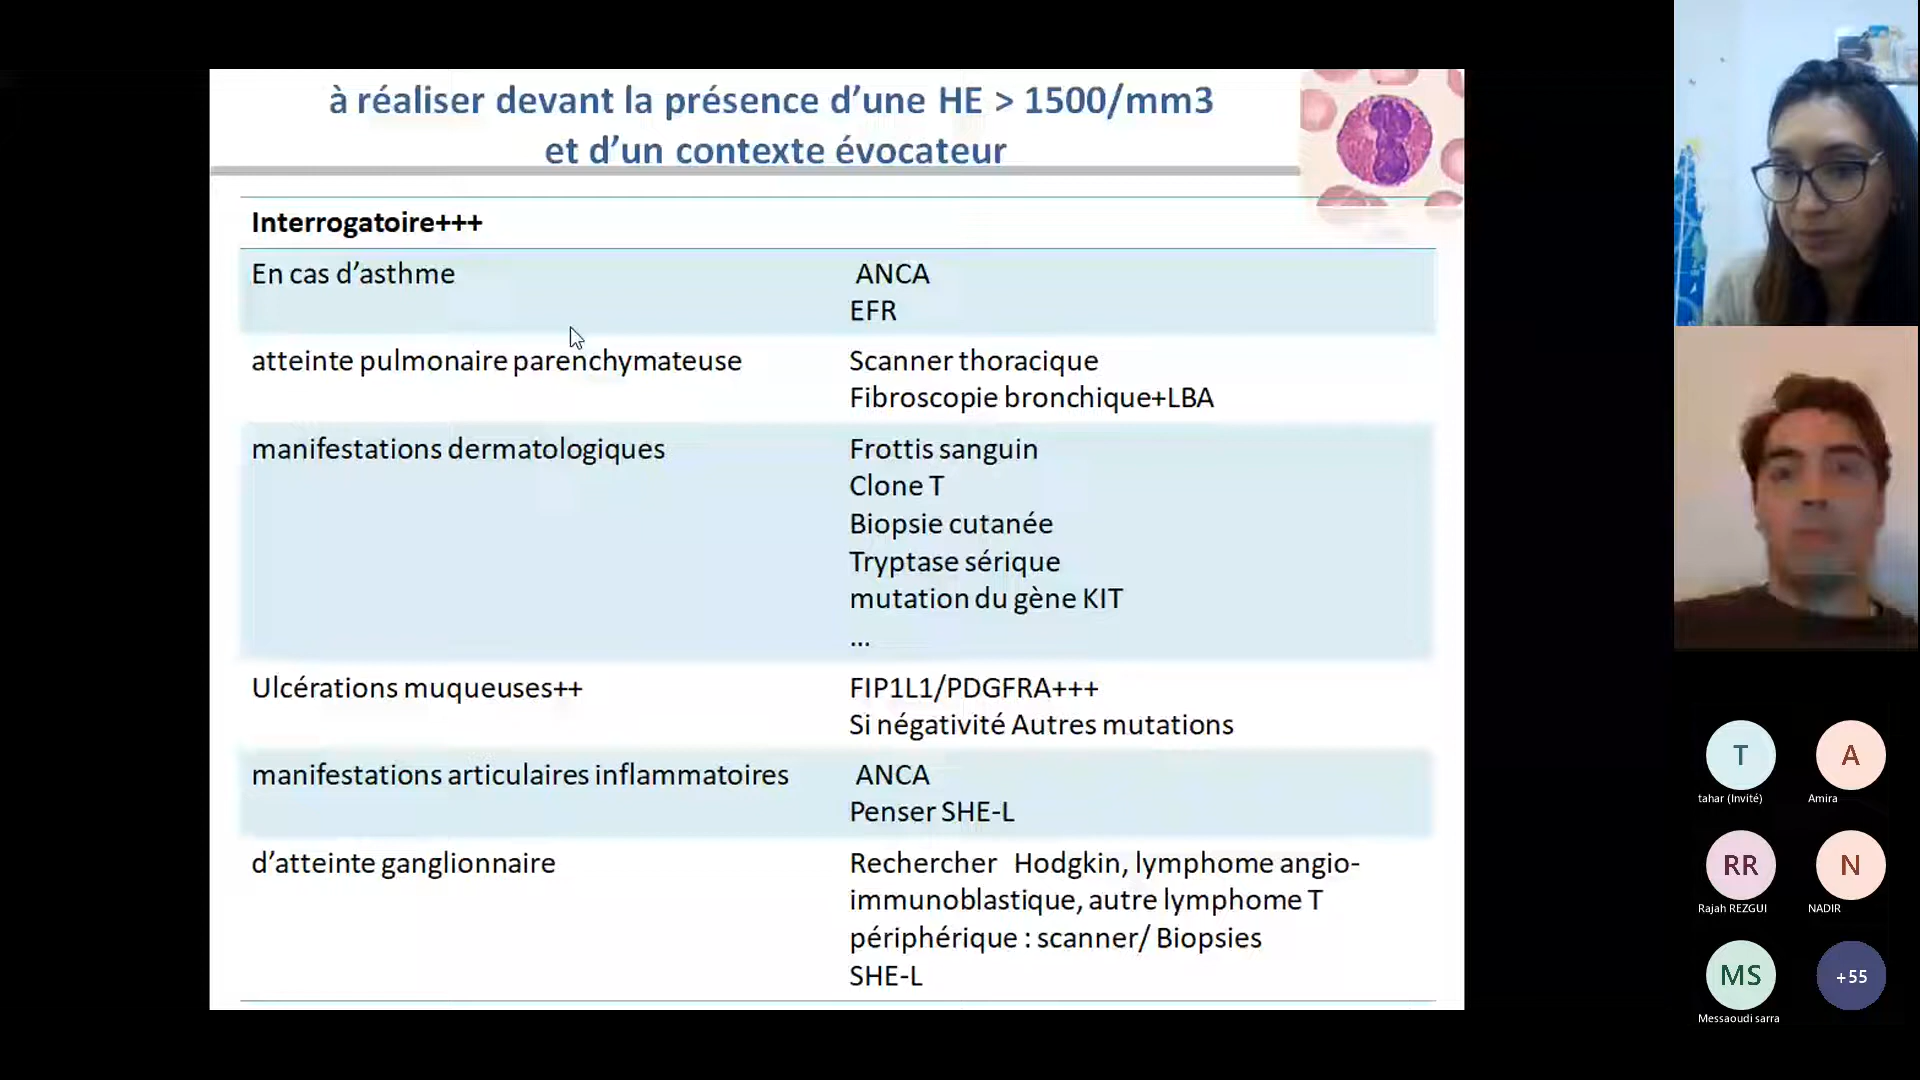 à réaliser devant la présence d’une HE > 1500/mm3
et d’un contexte évocateur
Interrogatoire+++
En cas d’asthme
ANCA
EFR
atteinte pulmonaire parenchymateuse
Scanner thoracique
Fibroscopie bronchique+LBA
manifestations dermatologiques
Frottis sanguin
Clone T
Biopsie cutanée
Tryptase sérique
mutation du gène KIT
...
Ulcérations muqueuses++
FIP1L1/PDGFRA+++
Si négativité Autres mutations
manifestations articulaires inflammatoires
ANCA
Penser SHE-L
d’atteinte ganglionnaire
Rechercher Hodgkin, lymphome angio-
immunoblastique, autre lymphome T
périphérique : scanner/ Biopsies
SHE-L
T
A
tahar (Invité)
Amira
RR
N
Rajah REZGUI
NADIR
MS
+55
Messaoudi sarra